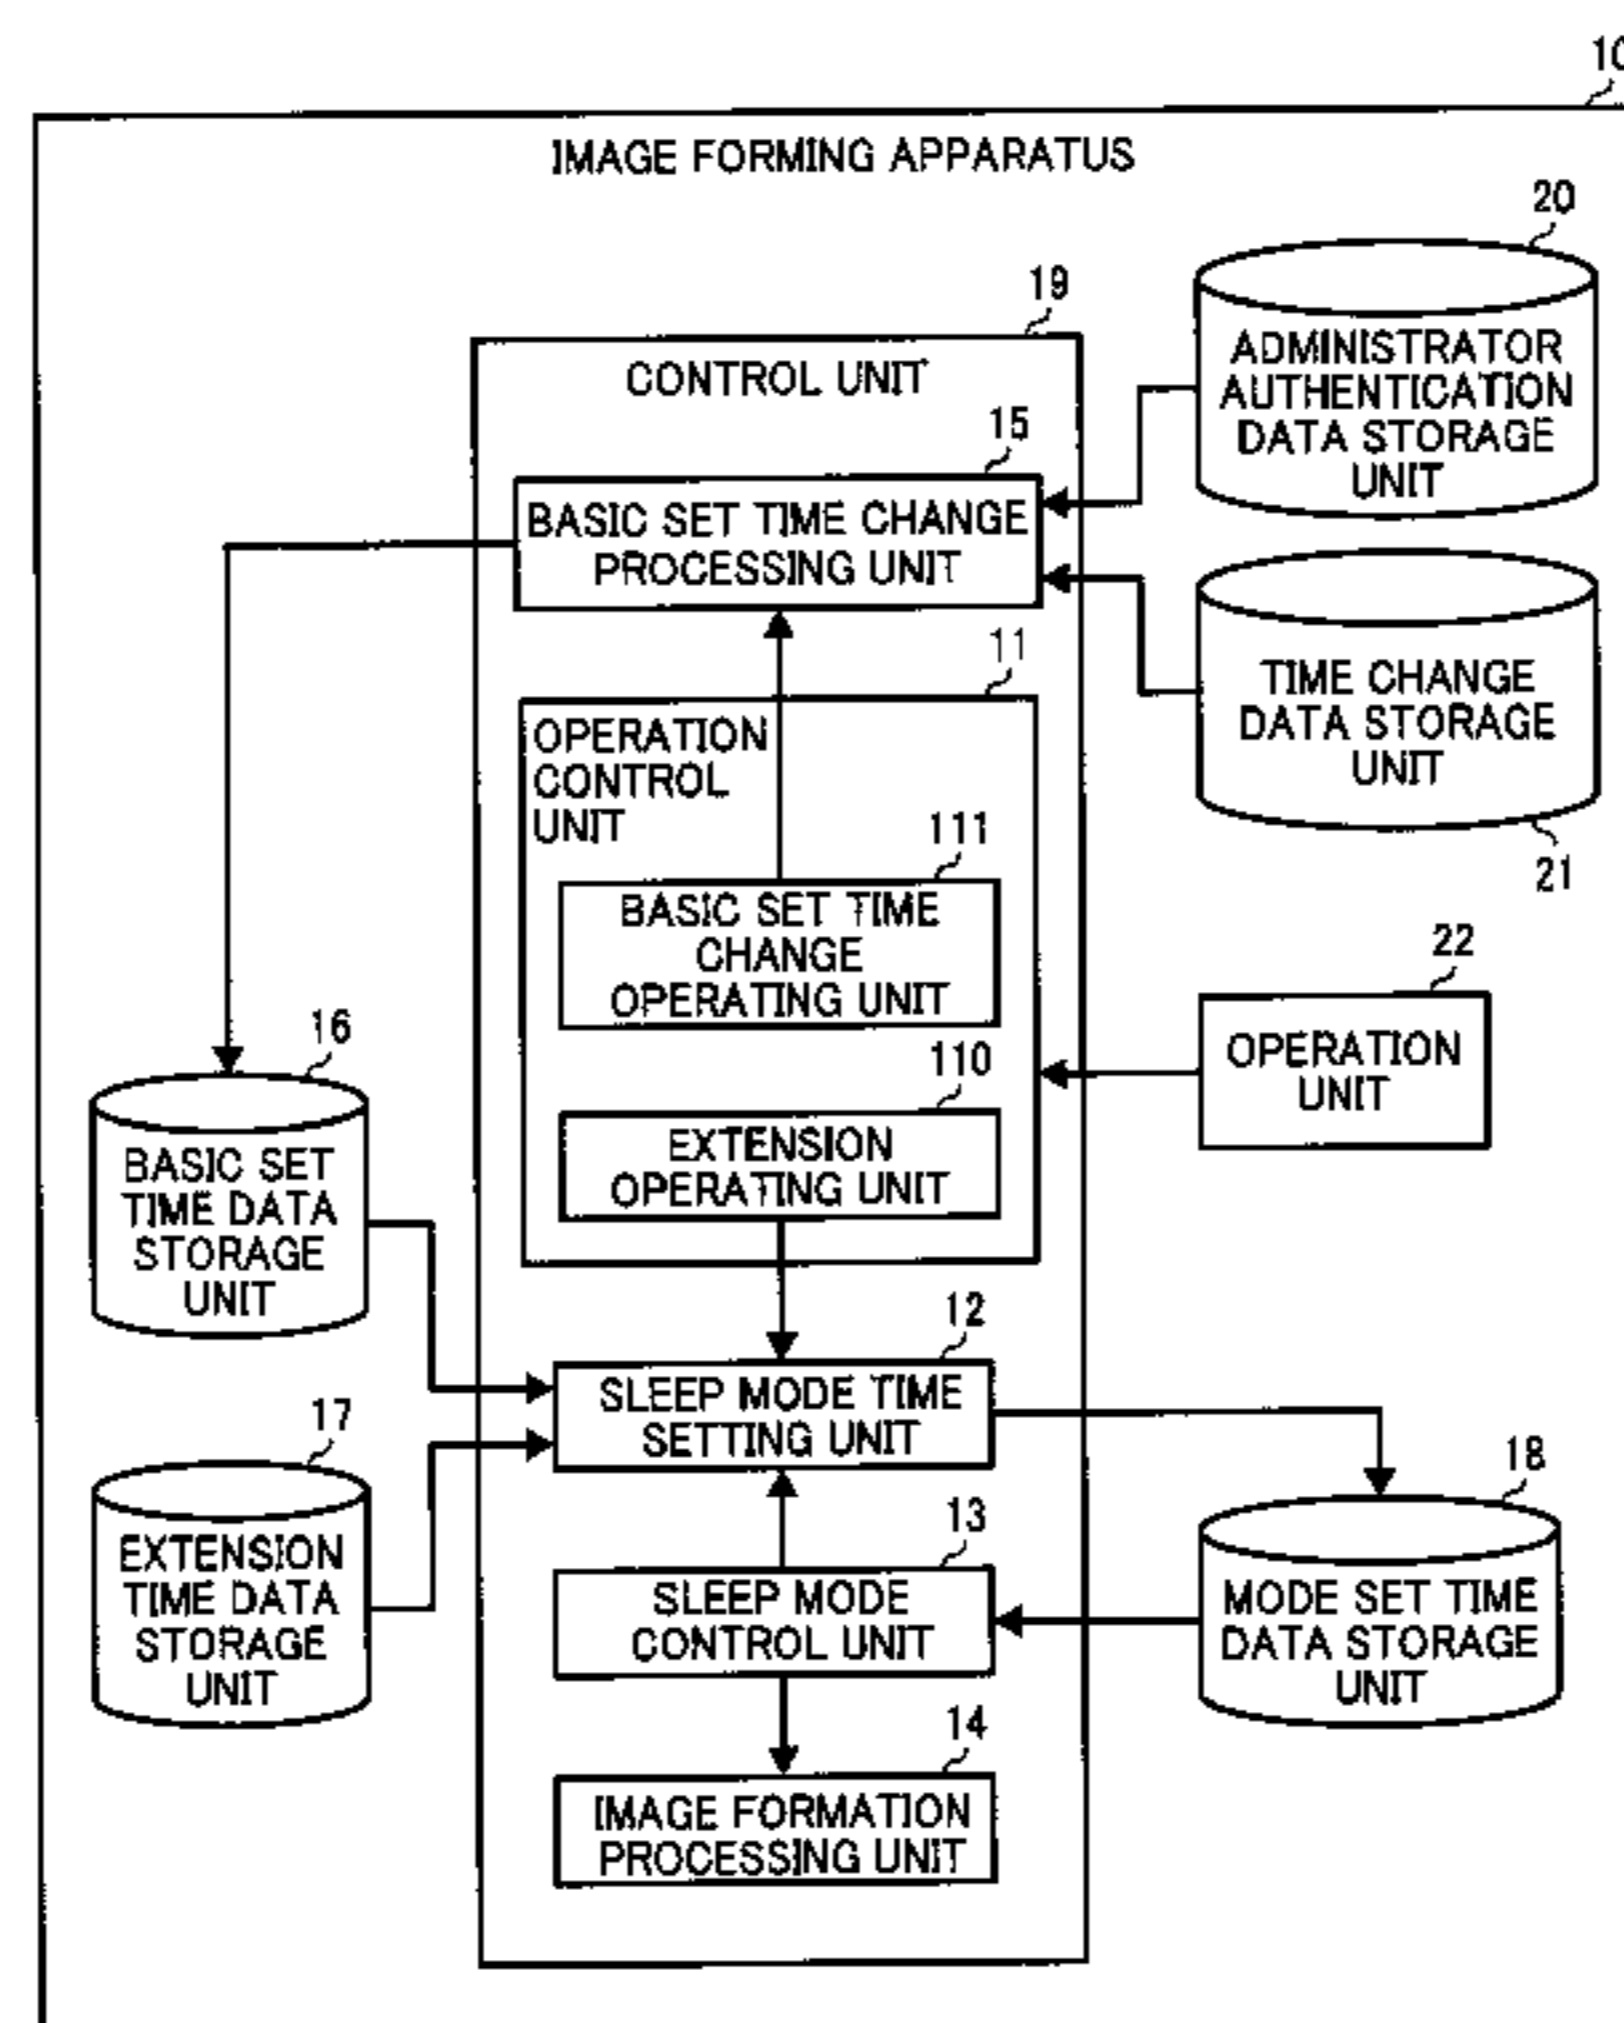 10
IMAGE FORMING APPARATUS
20
ADMINISTRATOR
AUTHENTICATION
DATA STORAGE
UNIT
19
CONTROL UNIT
15
BASIC SET TIME CHANGE
PROCESSING UNIT
TIME CHANGE
DATA STORAGE
UNIT
21
11
OPERATION
CONTROL
UNIT
111
BASIC SET TIME
CHANGE
OPERATING UNIT
22
OPERATION
UNIT
110
EXTENSION
OPERATING UNIT
16
BASIC SET
TIME DATA
STORAGE
UNIT
12
SLEEP MODE TIME
SETTING UNIT
17
EXTENSION
TIME DATA
STORAGE
UNIT
13
SLEEP MODE
CONTROL UNIT
18
MODE SET TIME
DATA STORAGE
UNIT
14
IMAGE FORMATION
PROCESSING UNIT